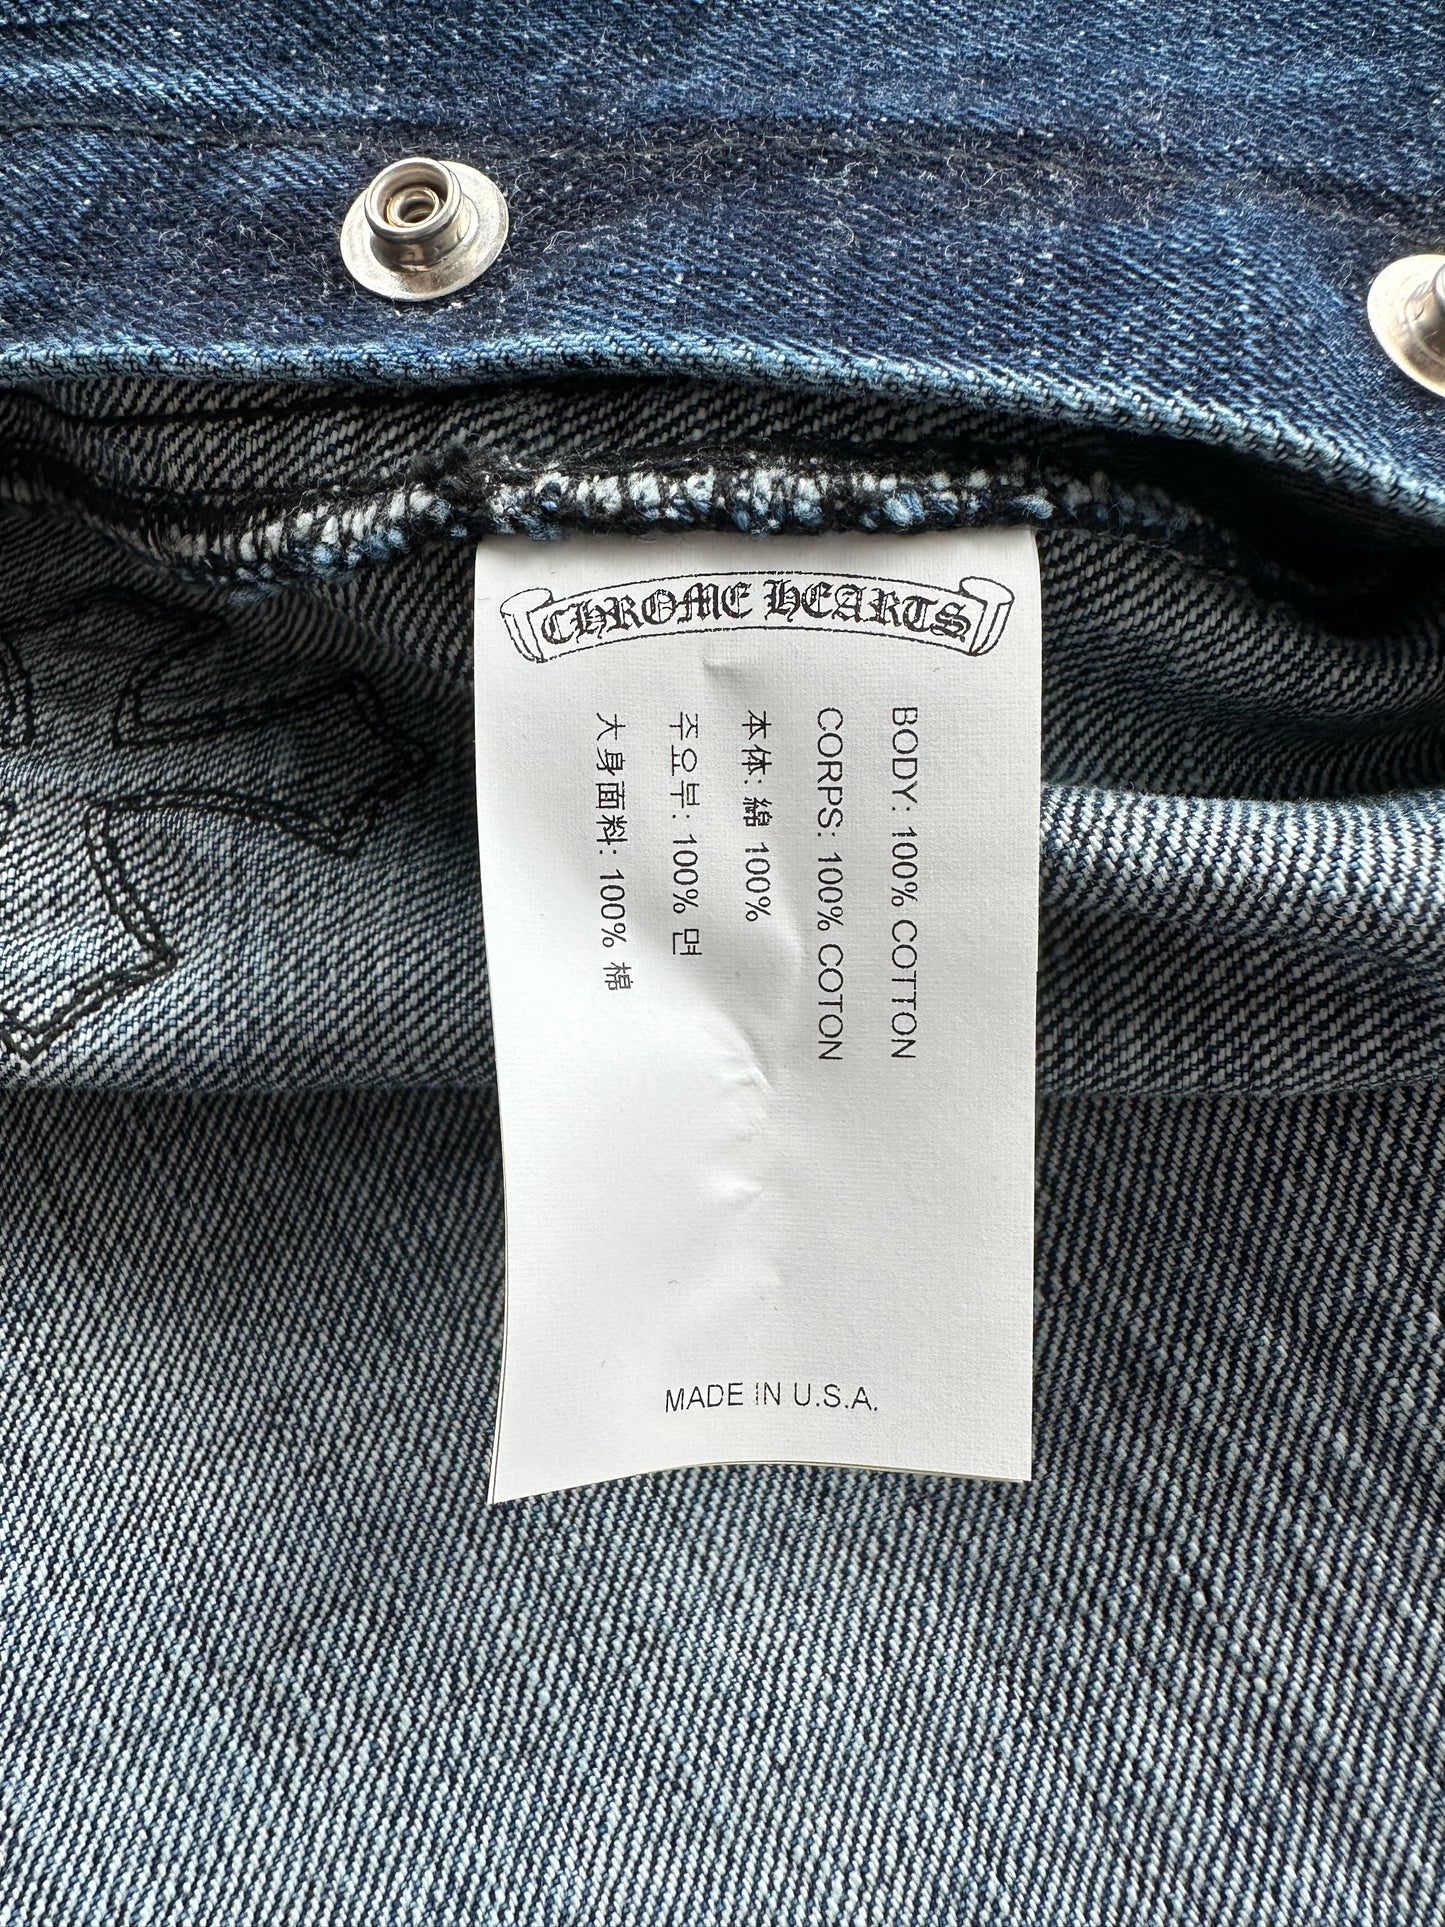 CHROME HEARTS
BODY: 100% COTTON
CORPS: 100% COTON
本体: 綿 100%
주요부: 100% 면
大身面料: 100% 棉
MADE IN U.S.A.